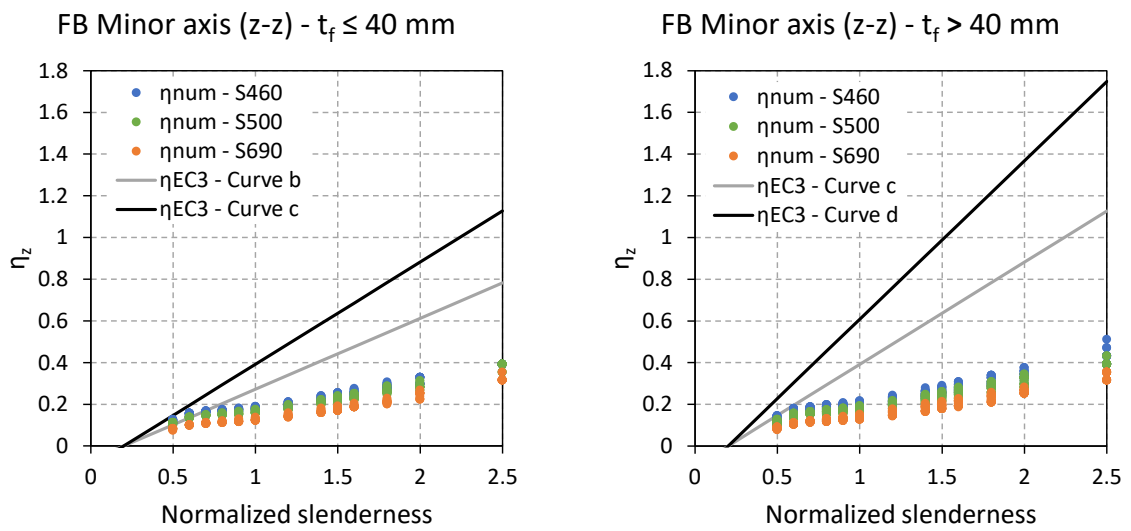 FB Minor axis (z-z) - t_f ≤ 40 mm
1.8
1.6
1.4
1.2
1
0.8
0.6
0.4
0.2
0
η_z
ηnum - S460
ηnum - S500
ηnum - S690
ηEC3 - Curve b
ηEC3 - Curve c
0 0.5 1 1.5 2 2.5
Normalized slenderness
FB Minor axis (z-z) - t_f > 40 mm
1.8
1.6
1.4
1.2
1
0.8
0.6
0.4
0.2
0
η_z
ηnum - S460
ηnum - S500
ηnum - S690
ηEC3 - Curve c
ηEC3 - Curve d
0 0.5 1 1.5 2 2.5
Normalized slenderness